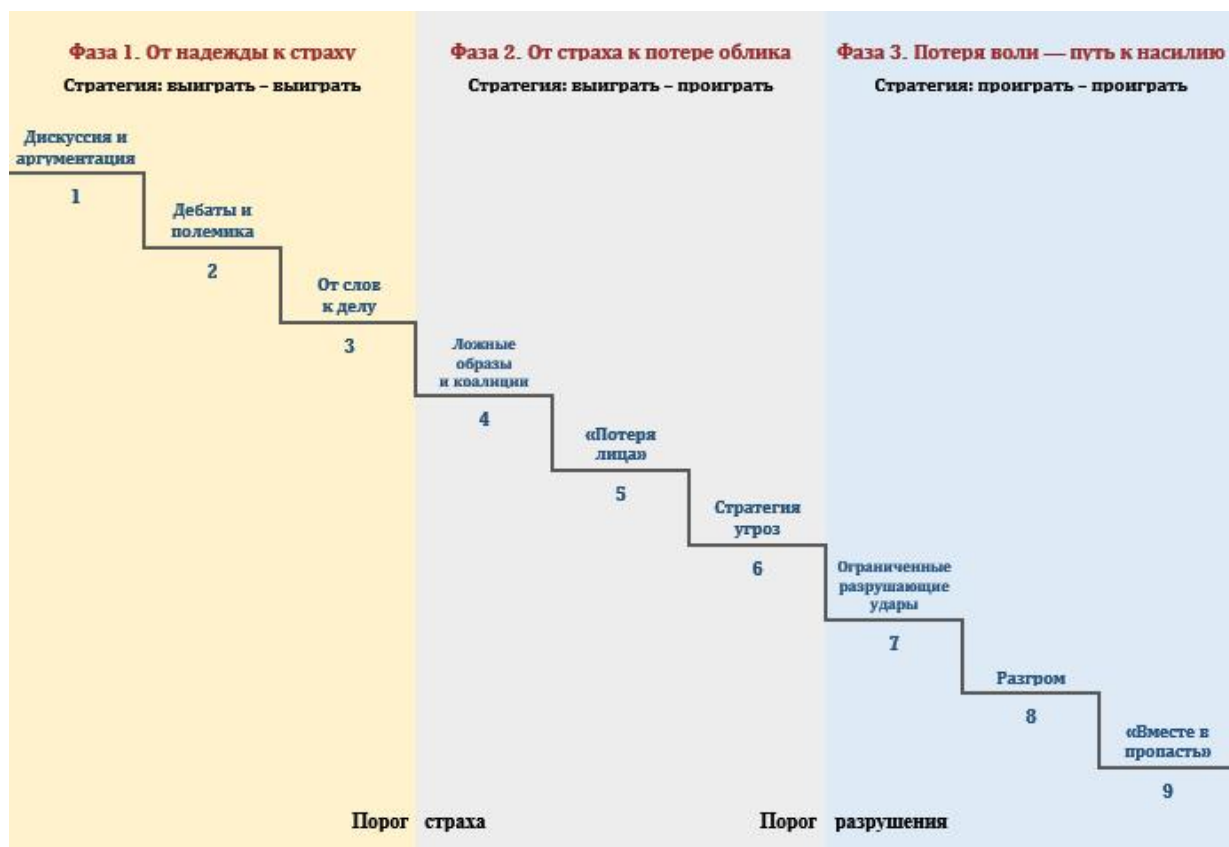 Фаза 1. От надежды к страху
Стратегия: выиграть – выиграть
Фаза 2. От страха к потере облика
Стратегия: выиграть – проиграть
Фаза 3. Потеря воли — путь к насилию
Стратегия: проиграть – проиграть
Дискуссия и
аргументация
1
Дебаты и
полемика
2
От слов
к делу
3
Ложные
образы
и коалиции
4
«Потеря
лица»
5
Стратегия
угроз
6
Ограниченные
разрушающие
удары
7
Разгром
8
«Вместе в
пропасть»
9
Порог страха
Порог разрушения